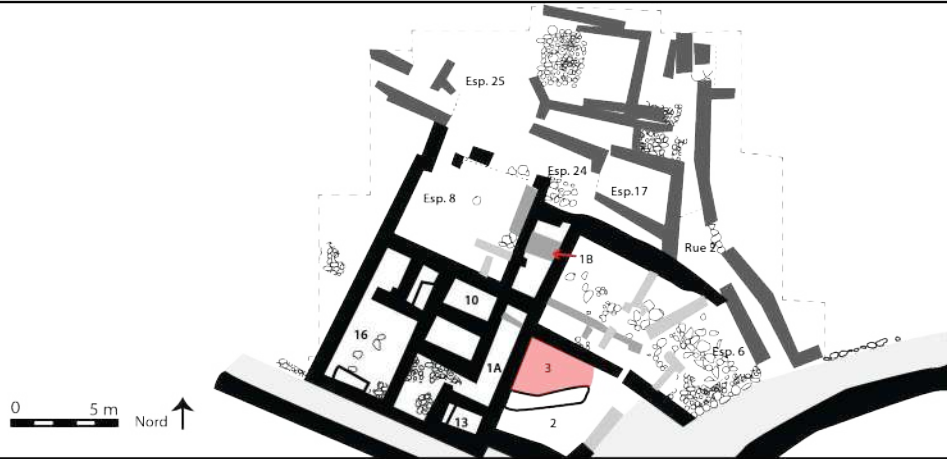 Esp. 25
Esp. 24
Esp. 8
Esp.17
Rue 2
1B
10
16
Esp. 6
3
1A
0 5 m
Nord
13
2